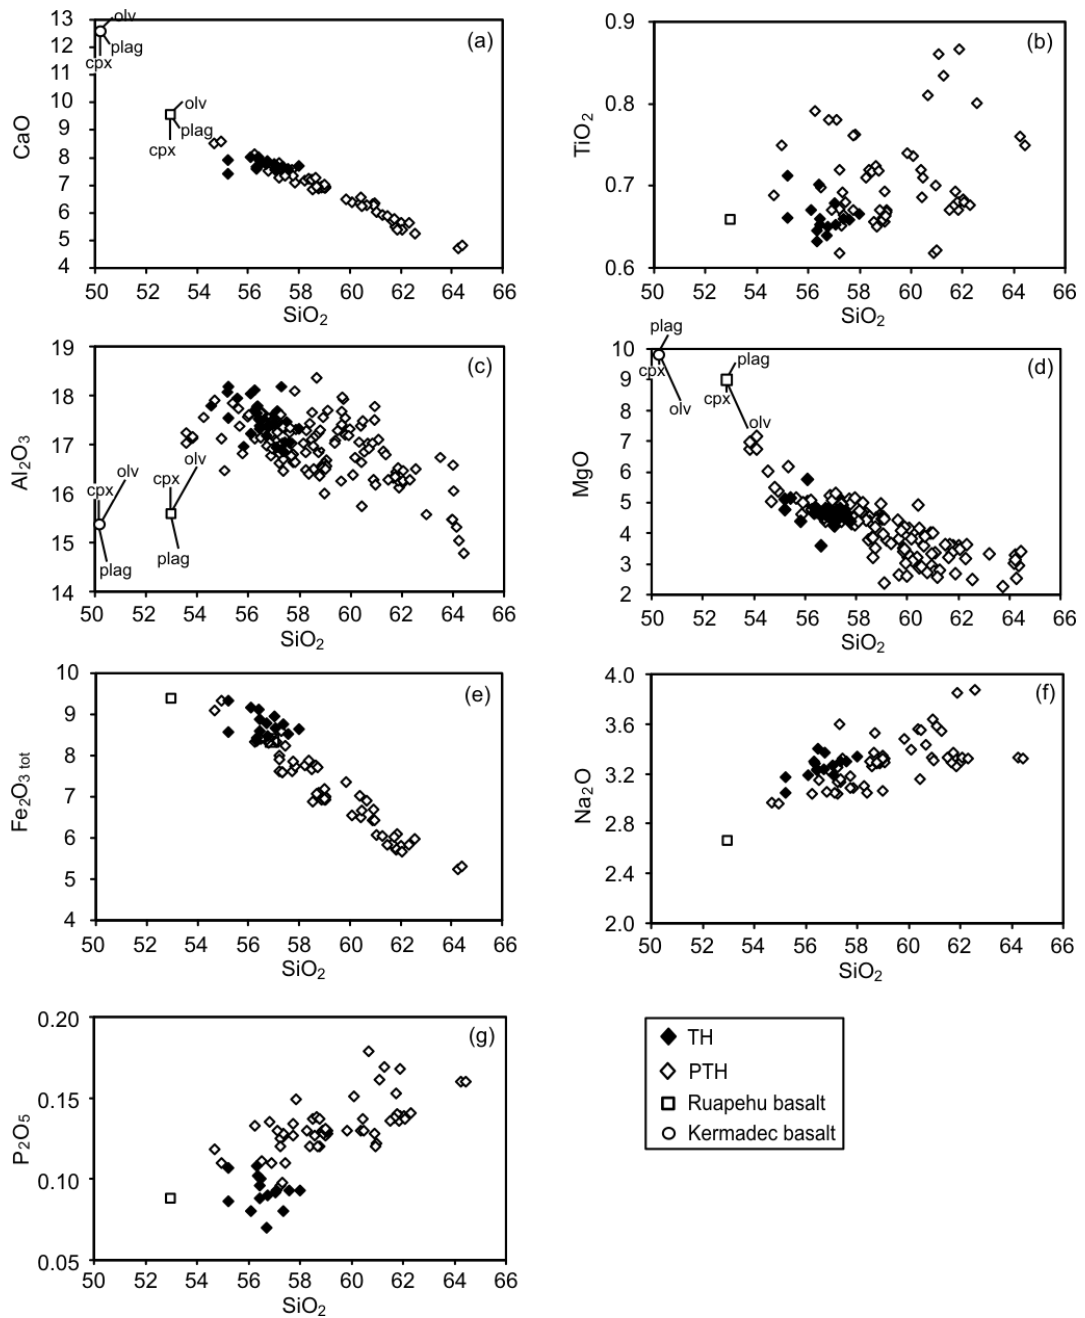 13
12
11
10
9
8
7
6
5
4
CaO
olv
plag
cpx
olv
plag
cpx
(a)
50 52 54 56 58 60 62 64 66
SiO₂
0.9
0.8
0.7
0.6
TiO₂
(b)
50 52 54 56 58 60 62 64 66
SiO₂
19
18
17
16
15
14
Al₂O₃
(c)
olv
cpx
plag
olv
cpx
plag
50 52 54 56 58 60 62 64 66
SiO₂
10
9
8
7
6
5
4
3
2
MgO
(d)
plag
cpx
olv
plag
cpx
olv
50 52 54 56 58 60 62 64 66
SiO₂
10
9
8
7
6
5
4
Fe₂O₃ tot
(e)
50 52 54 56 58 60 62 64 66
SiO₂
4.0
3.6
3.2
2.8
2.4
2.0
Na₂O
(f)
50 52 54 56 58 60 62 64 66
SiO₂
0.20
0.15
0.10
0.05
P₂O₅
(g)
50 52 54 56 58 60 62 64 66
SiO₂
TH
PTH
Ruapehu basalt
Kermadec basalt